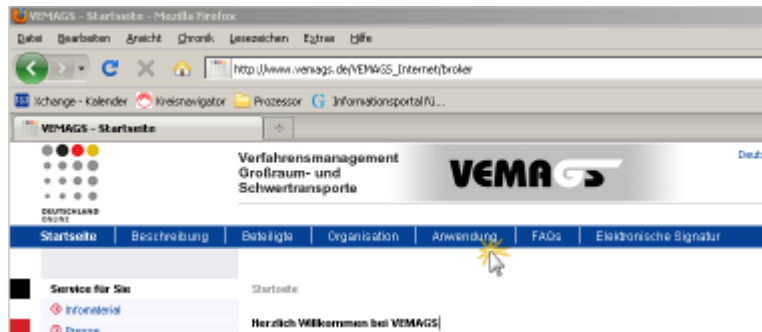 VEMAGS - Startseite - Mozilla Firefox
Datei Bearbeiten Ansicht Chronik Lesezeichen Extras Hilfe
http://www.vemags.de/VEMAGS_Internet/broker
Xchange - Kalender Kreisnavigator Prozessor Informationsportal fü...
VEMAGS - Startseite
Verfahrensmanagement
Großraum- und
Schwertransporte
VEMAGS
DEUTSCHLAND
ONLINE
Startseite Beschreibung Beteiligte Organisation Anwendung FAQs Elektronische Signatur
Service für Sie Startseite
Infomaterial
Presse
Herzlich Willkommen bei VEMAGS